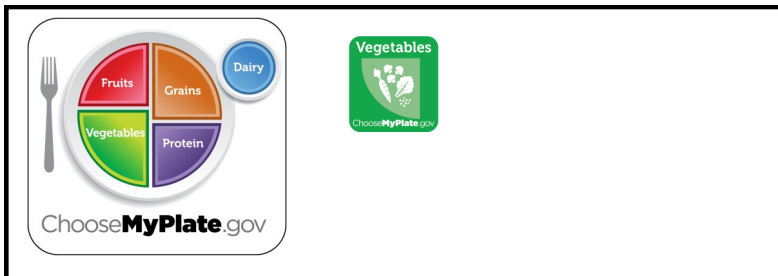 Dairy
Fruits
Grains
Vegetables
Protein
ChooseMyPlate.gov
Vegetables
ChooseMyPlate.gov